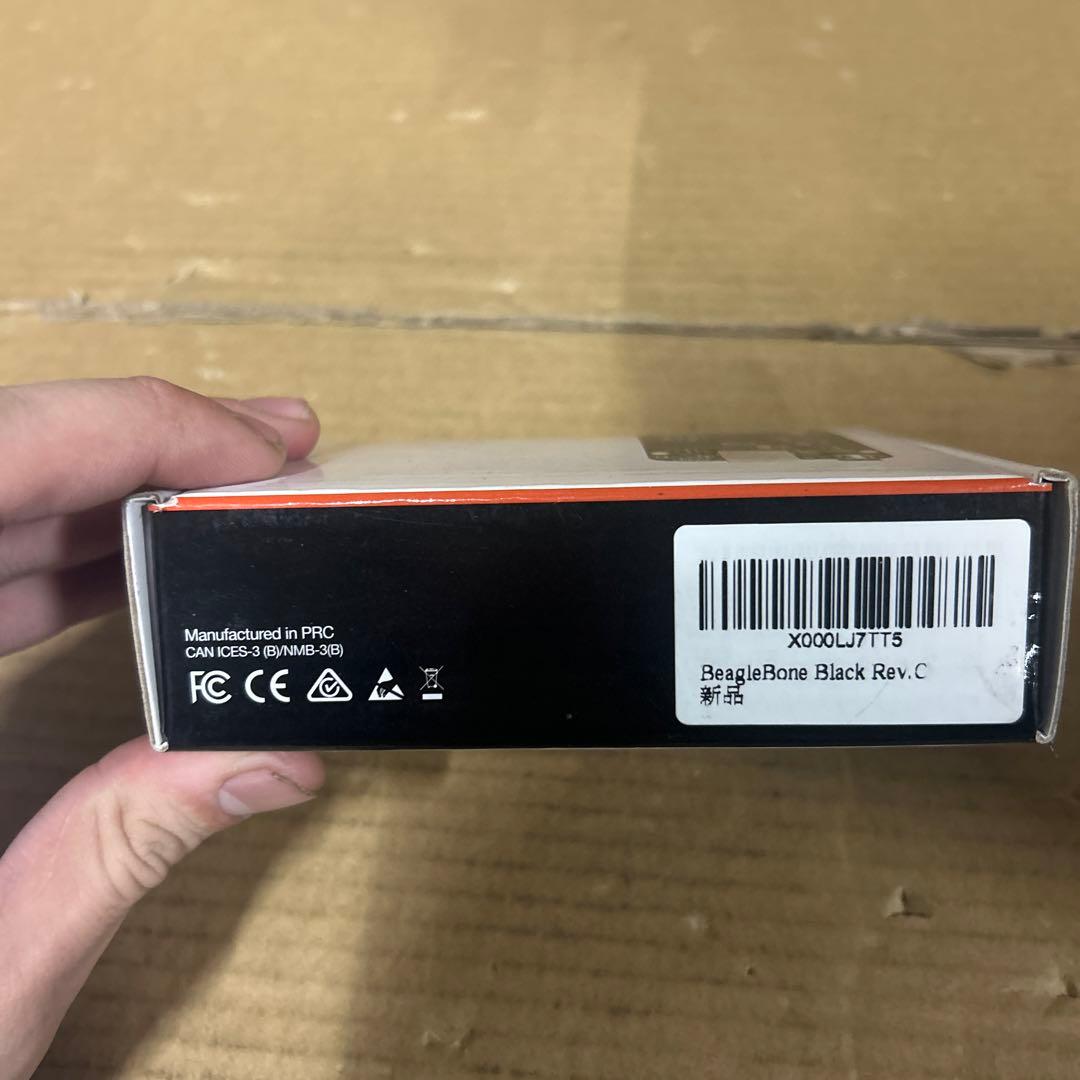 Manufactured in PRC
CAN ICES-3 (B)/NMB-3(B)
FC CE
X000LJ7TT5
BeagleBone Black Rev.C
新品